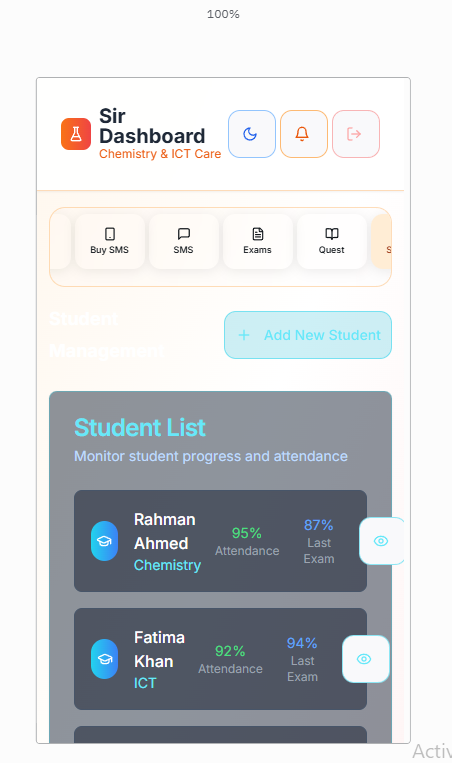 100%
Sir
Dashboard
Chemistry & ICT Care
Buy SMS
SMS
Exams
Quest
S
Student
Management
Add New Student
Student List
Monitor student progress and attendance
Rahman
Ahmed
Chemistry
95%
Attendance
87%
Last
Exam
Fatima
Khan
ICT
92%
Attendance
94%
Last
Exam
Activ